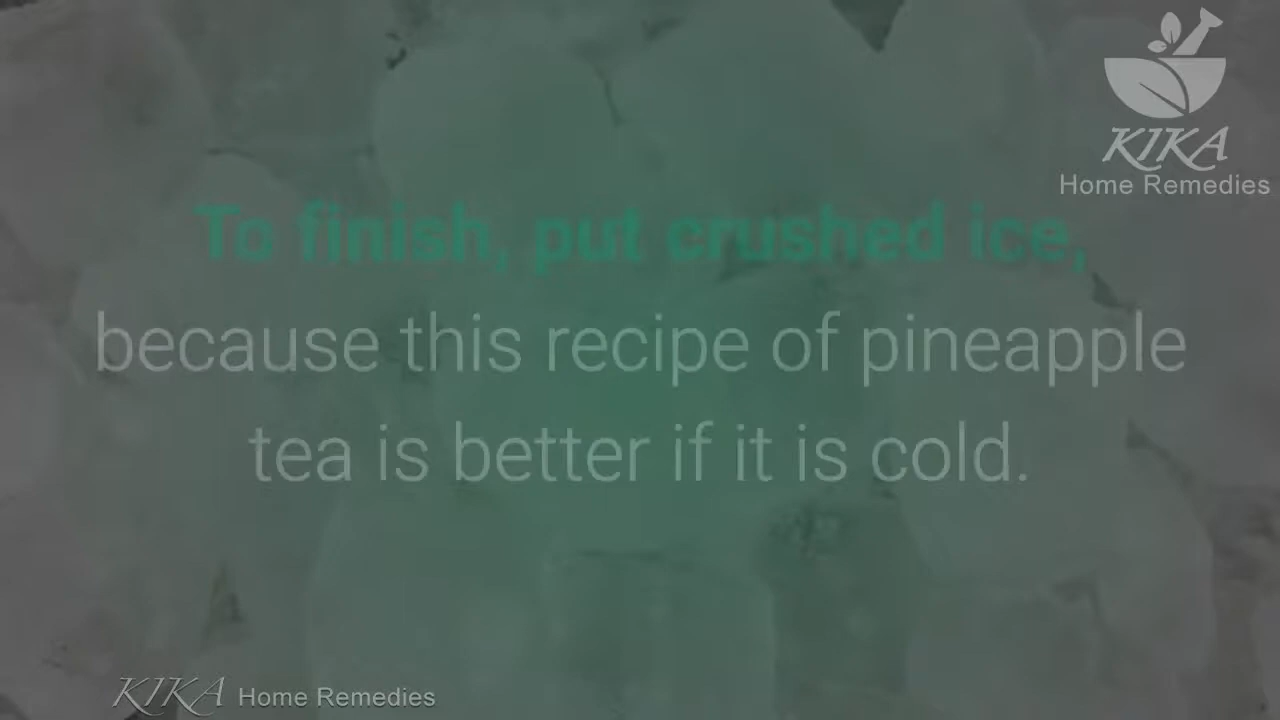 KIKA
Home Remedies
To finish, put crushed ice,
because this recipe of pineapple
tea is better if it is cold.
KIKA Home Remedies